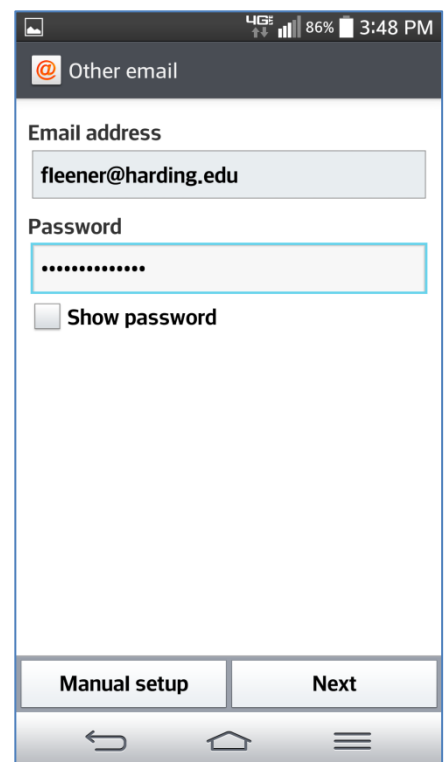 4G 86% 3:48 PM
@ Other email
Email address
fleener@harding.edu
Password
••••••••••••••
Show password
Manual setup Next